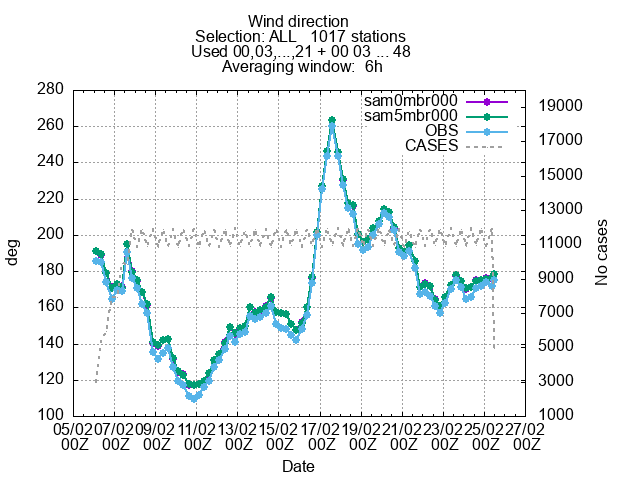 Wind direction
Selection: ALL   1017 stations
Used 00,03,...,21 + 00 03 ... 48
Averaging window:  6h
sam0mbr000
sam5mbr000
OBS
CASES
280
260
240
220
200
180
160
140
120
100
deg
19000
17000
15000
13000
11000
9000
7000
5000
3000
1000
No cases
05/02 07/02 09/02 11/02 13/02 15/02 17/02 19/02 21/02 23/02 25/02 27/02
00Z 00Z 00Z 00Z 00Z 00Z 00Z 00Z 00Z 00Z 00Z 00Z
Date